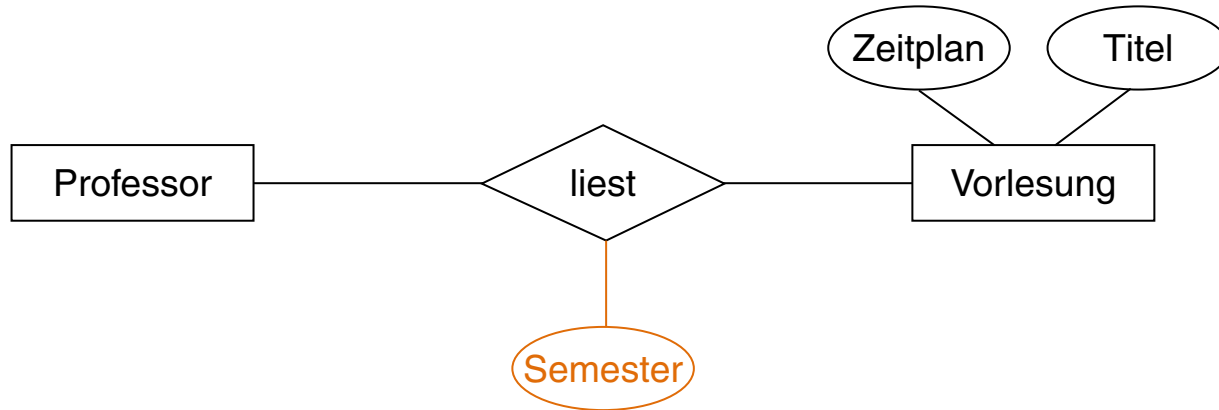 Zeitplan
Titel
Professor
liest
Vorlesung
Semester